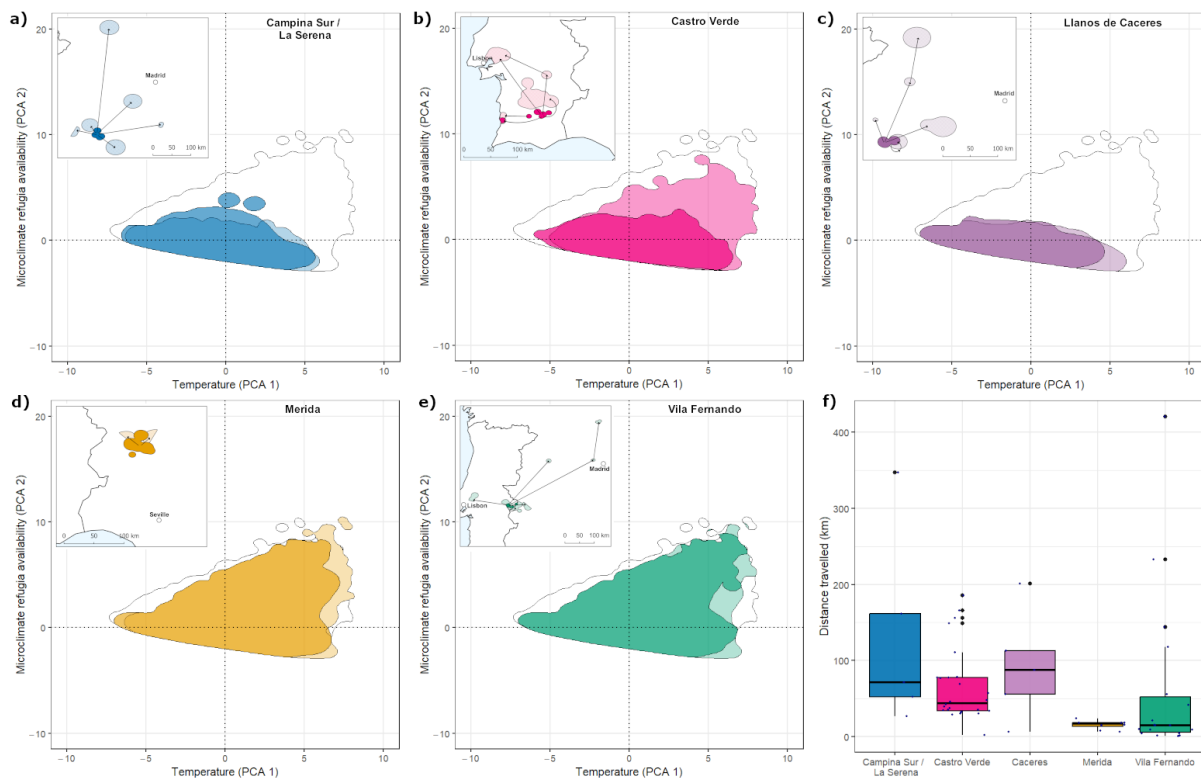 a)
Campina Sur /
La Serena
Madrid
0 100 km
Microclimate refugia availability (PCA 2)
20
10
0
−10
−10 −5 0 5 10
Temperature (PCA 1)
b)
Castro Verde
Lisbon
0 50 100 km
Microclimate refugia availability (PCA 2)
20
10
0
−10
−10 −5 0 5 10
Temperature (PCA 1)
c)
Llanos de Caceres
Madrid
0 100 km
Microclimate refugia availability (PCA 2)
20
10
0
−10
−10 −5 0 5 10
Temperature (PCA 1)
d)
Merida
Seville
0 50 100 km
Microclimate refugia availability (PCA 2)
20
10
0
−10
−10 −5 0 5 10
Temperature (PCA 1)
e)
Vila Fernando
Madrid
Lisbon
0 50 100 km
Microclimate refugia availability (PCA 2)
20
10
0
−10
−10 −5 0 5 10
Temperature (PCA 1)
f)
Distance travelled (km)
400
300
200
100
0
Campina Sur /
La Serena
Castro Verde
Caceres
Merida
Vila Fernando